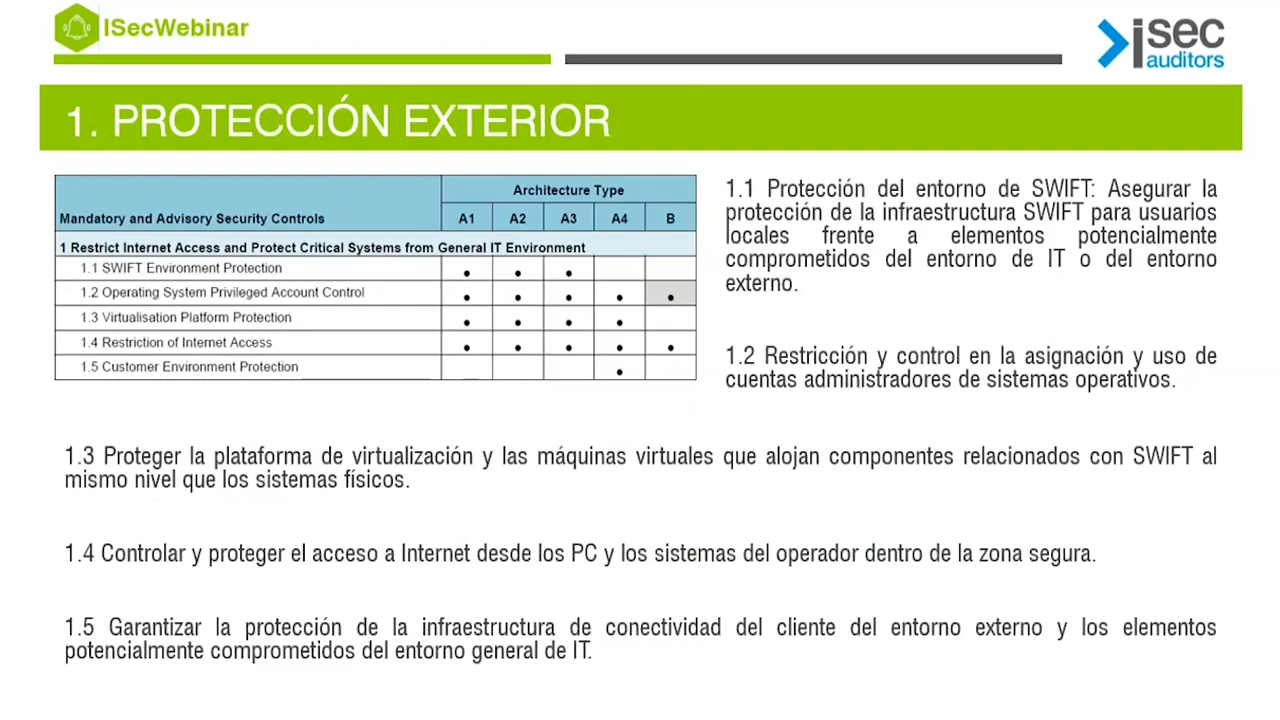 ISecWebinar
isec
auditors
1. PROTECCIÓN EXTERIOR
Architecture Type
Mandatory and Advisory Security Controls A1 A2 A3 A4 B
1 Restrict Internet Access and Protect Critical Systems from General IT Environment
1.1 SWIFT Environment Protection • • •
1.2 Operating System Privileged Account Control • • • • •
1.3 Virtualisation Platform Protection • • • •
1.4 Restriction of Internet Access • • • • •
1.5 Customer Environment Protection •
1.1 Protección del entorno de SWIFT: Asegurar la
protección de la infraestructura SWIFT para usuarios
locales frente a elementos potencialmente
comprometidos del entorno de IT o del entorno
externo.
1.2 Restricción y control en la asignación y uso de
cuentas administradores de sistemas operativos.
1.3 Proteger la plataforma de virtualización y las máquinas virtuales que alojan componentes relacionados con SWIFT al
mismo nivel que los sistemas físicos.
1.4 Controlar y proteger el acceso a Internet desde los PC y los sistemas del operador dentro de la zona segura.
1.5 Garantizar la protección de la infraestructura de conectividad del cliente del entorno externo y los elementos
potencialmente comprometidos del entorno general de IT.